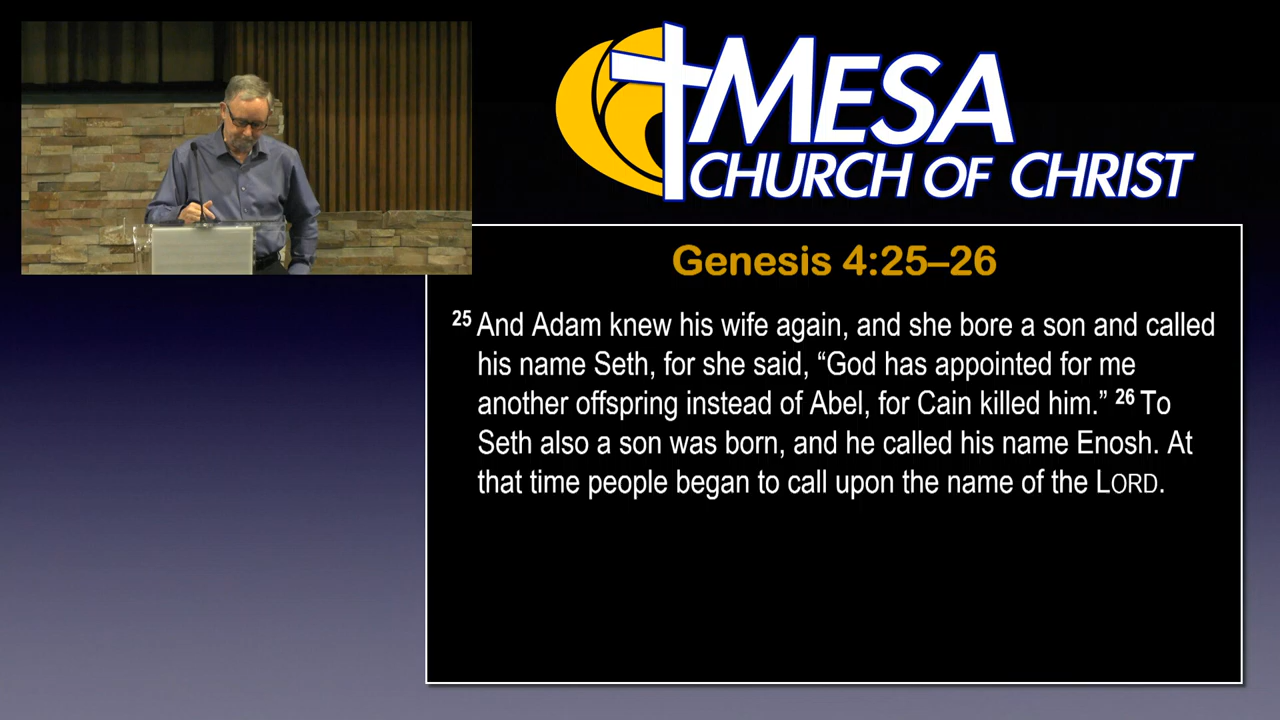 MESA
CHURCH OF CHRIST
Genesis 4:25–26
25 And Adam knew his wife again, and she bore a son and called
his name Seth, for she said, “God has appointed for me
another offspring instead of Abel, for Cain killed him.” 26 To
Seth also a son was born, and he called his name Enosh. At
that time people began to call upon the name of the LORD.